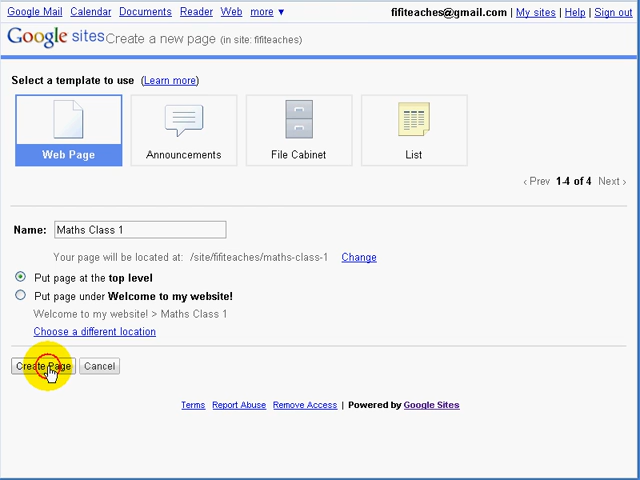 Google Mail Calendar Documents Reader Web more ▼ fifiteaches@gmail.com | My sites | Help | Sign out
Google sites Create a new page (in site: fifiteaches)
Select a template to use (Learn more)
Web Page Announcements File Cabinet List
‹ Prev 1-4 of 4 Next ›
Name: Maths Class 1
Your page will be located at: /site/fifiteaches/maths-class-1 Change
Put page at the top level
Put page under Welcome to my website!
Welcome to my website! > Maths Class 1
Choose a different location
Create Page Cancel
Terms Report Abuse Remove Access | Powered by Google Sites